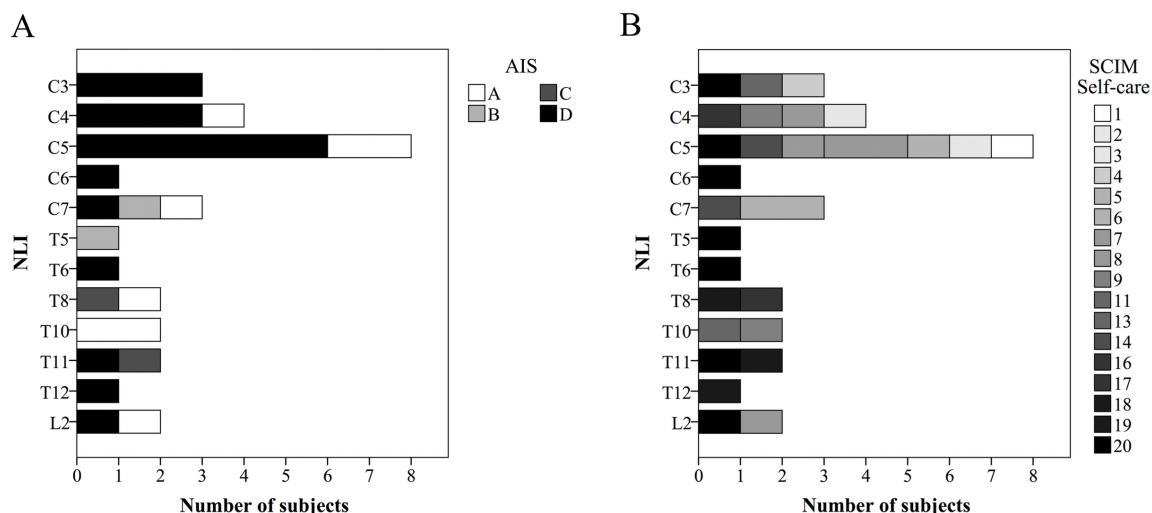 A
AIS
A
C
B
D
C3
C4
C5
C6
C7
T5
T6
T8
T10
T11
T12
L2
NLI
0 1 2 3 4 5 6 7 8
Number of subjects
B
SCIM
Self-care
1
2
3
4
5
6
7
8
9
11
13
14
16
17
18
19
20
C3
C4
C5
C6
C7
T5
T6
T8
T10
T11
T12
L2
NLI
0 1 2 3 4 5 6 7 8
Number of subjects